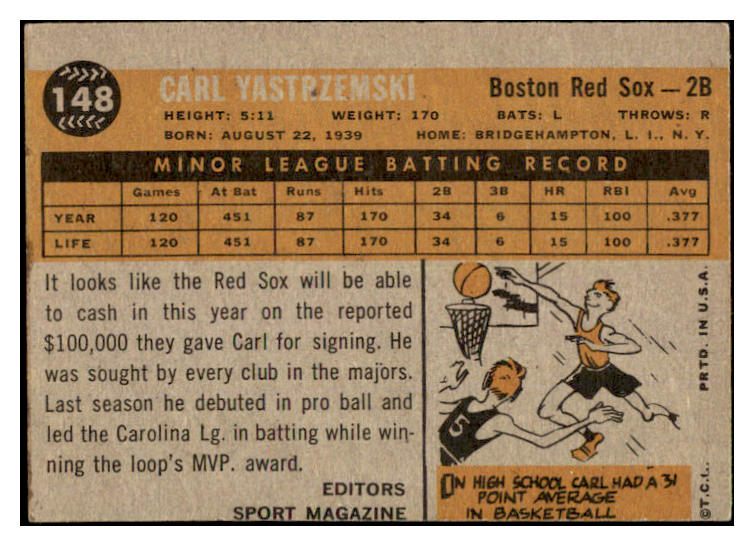 148
CARL YASTRZEMSKI Boston Red Sox — 2B
HEIGHT: 5:11 WEIGHT: 170 BATS: L THROWS: R
BORN: AUGUST 22, 1939 HOME: BRIDGEHAMPTON, L. I., N. Y.
MINOR LEAGUE BATTING RECORD
Games At Bat Runs Hits 2B 3B HR RBI Avg
YEAR 120 451 87 170 34 6 15 100 .377
LIFE 120 451 87 170 34 6 15 100 .377
It looks like the Red Sox will be able
to cash in this year on the reported
$100,000 they gave Carl for signing. He
was sought by every club in the majors.
Last season he debuted in pro ball and
led the Carolina Lg. in batting while win-
ning the loop's MVP. award.
EDITORS
SPORT MAGAZINE
5
IN HIGH SCHOOL CARL HAD A 31
POINT AVERAGE
IN BASKETBALL
©T.C.L. PRTD. IN U.S.A.